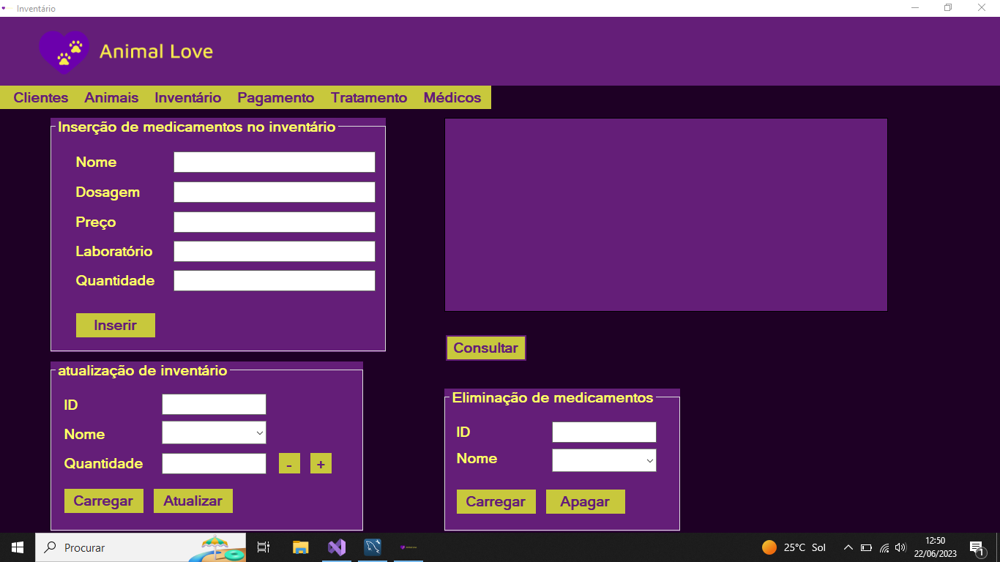 Inventário
Animal Love
Clientes Animais Inventário Pagamento Tratamento Médicos
Inserção de medicamentos no inventário
Nome
Dosagem
Preço
Laboratório
Quantidade
Inserir
Consultar
atualização de inventário
ID
Nome
Quantidade - +
Carregar Atualizar
Eliminação de medicamentos
ID
Nome
Carregar Apagar
Procurar
25°C Sol
12:50
22/06/2023
1